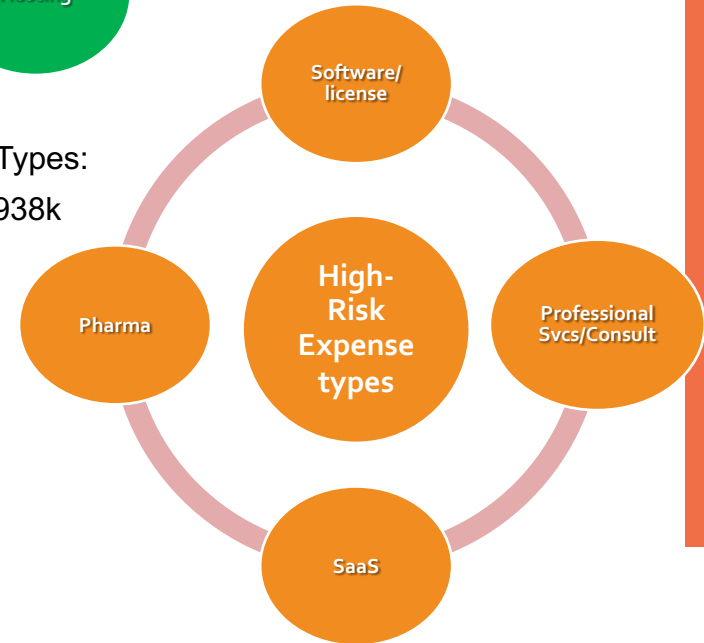 Software/
license
Types:
938k
High-
Risk
Expense
types
Pharma
Professional
Svcs/Consult
SaaS